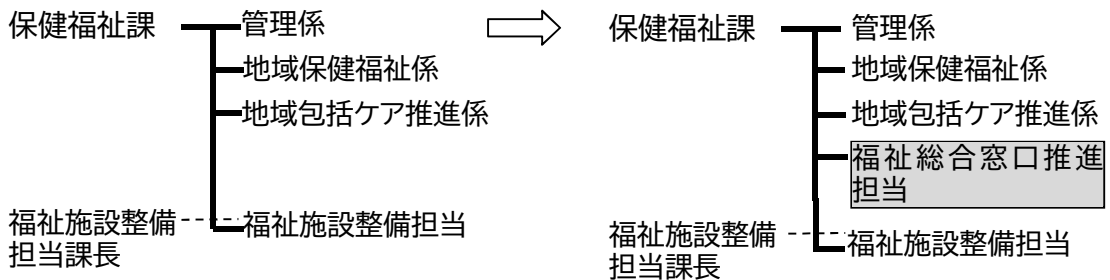 保健福祉課
管理係
地域保健福祉係
地域包括ケア推進係
福祉施設整備
担当課長
福祉施設整備担当
保健福祉課
管理係
地域保健福祉係
地域包括ケア推進係
福祉総合窓口推進
担当
福祉施設整備
担当課長
福祉施設整備担当